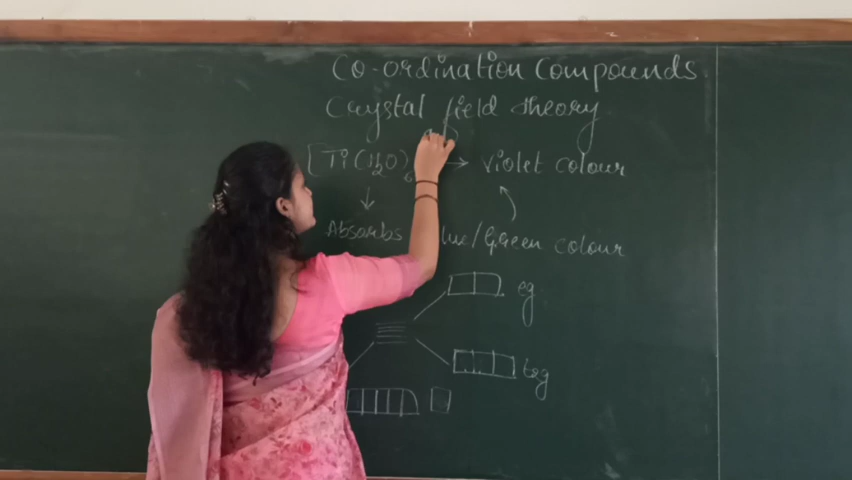 Co-ordination Compounds
Crystal field theory
[Ti(H2O)6 → violet colour
Absorbs lue/Green colour
eg
t2g